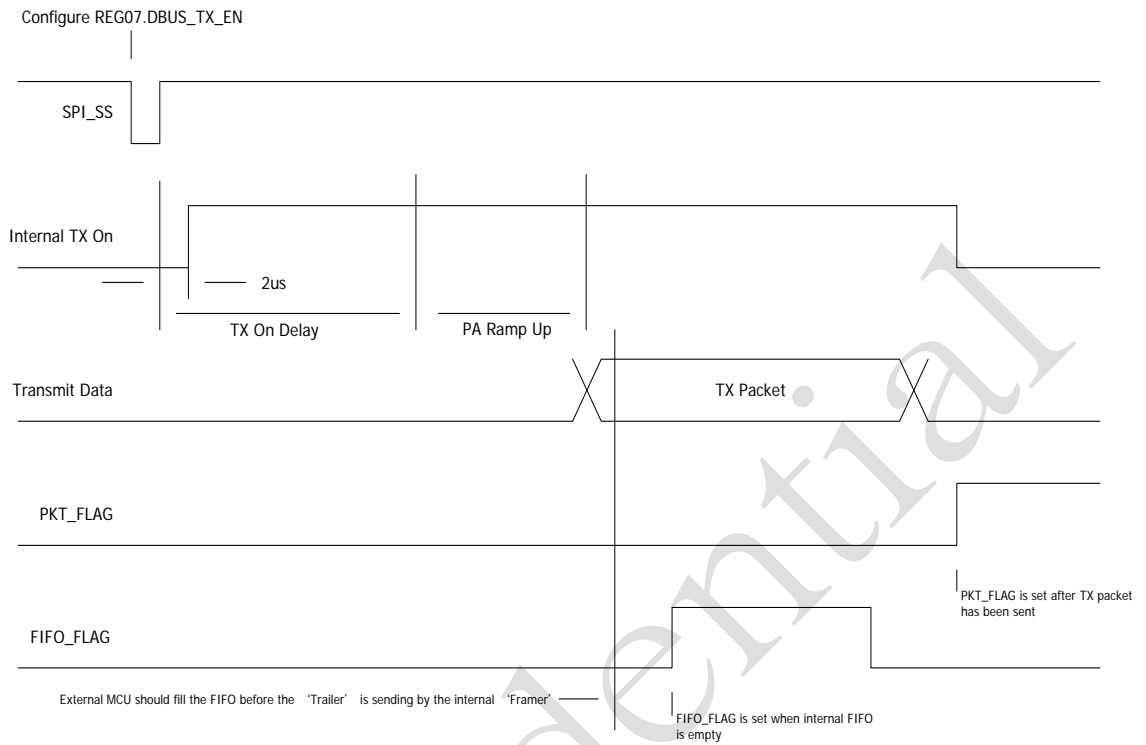 Configure REG07.DBUS_TX_EN
SPI_SS
Internal TX On
2us
TX On Delay
PA Ramp Up
Transmit Data
TX Packet
PKT_FLAG
PKT_FLAG is set after TX packet
has been sent
FIFO_FLAG
External MCU should fill the FIFO before the ‘Trailer’ is sending by the internal ‘Framer’
FIFO_FLAG is set when internal FIFO
is empty
dential